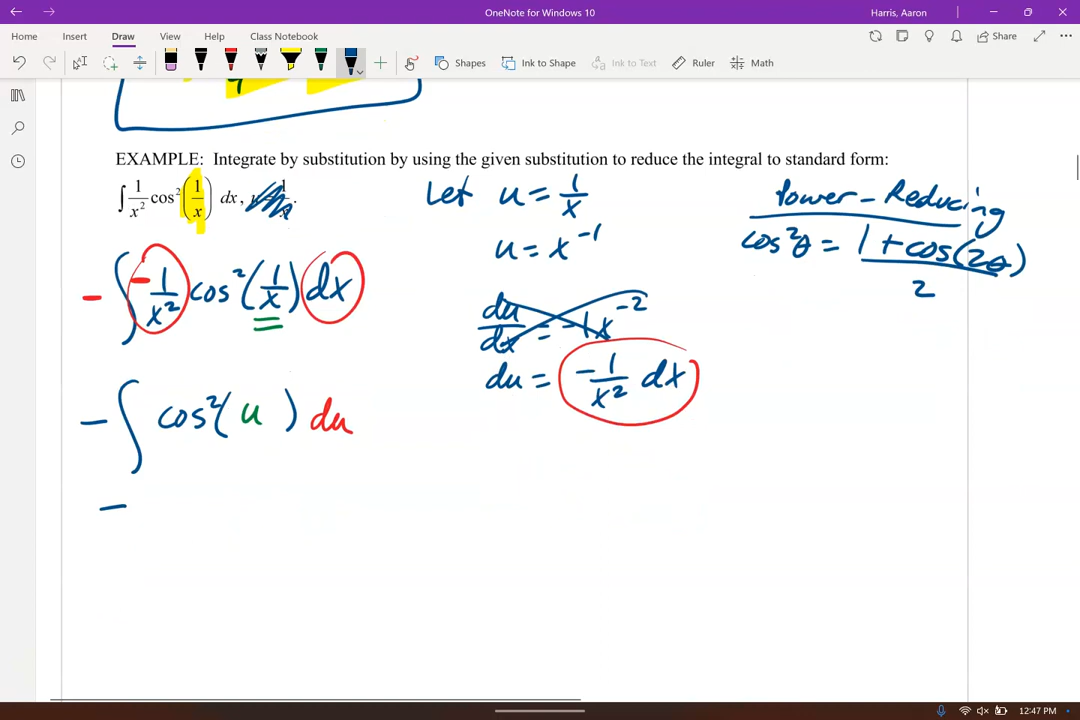 OneNote for Windows 10
Harris, Aaron
Home Insert Draw View Help Class Notebook
Share
Shapes Ink to Shape Ink to Text Ruler Math
EXAMPLE: Integrate by substitution by using the given substitution to reduce the integral to standard form:
∫ 1/x² cos²(1/x) dx,
Let u = 1/x
u = x⁻¹
du/dx = -1x⁻²
du = -1/x² dx
Power-Reducing
cos²θ = 1 + cos(2θ) / 2
- ∫ -1/x² cos²(1/x) dx
- ∫ cos²(u) du
-
12:47 PM